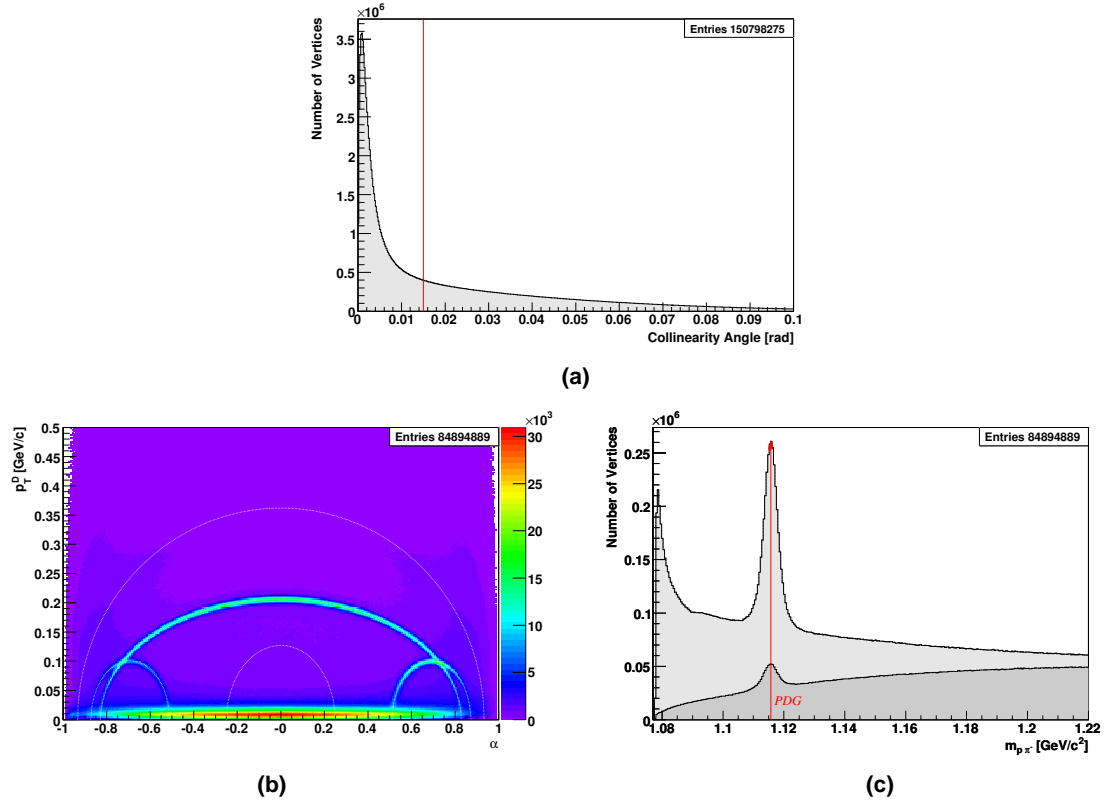 ×10⁶
Entries 150798275
Number of Vertices
3.5
3
2.5
2
1.5
1
0.5
0
0 0.01 0.02 0.03 0.04 0.05 0.06 0.07 0.08 0.09 0.1
Collinearity Angle [rad]
(a)
×10³
Entries 84894889
p_T^D [GeV/c]
0.5
0.45
0.4
0.35
0.3
0.25
0.2
0.15
0.1
0.05
0
-1 -0.8 -0.6 -0.4 -0.2 -0 0.2 0.4 0.6 0.8 1
α
30
25
20
15
10
5
0
(b)
×10⁶
Entries 84894889
Number of Vertices
0.25
0.2
0.15
0.1
0.05
0
PDG
1.08 1.1 1.12 1.14 1.16 1.18 1.2 1.22
m_{p π⁻} [GeV/c²]
(c)